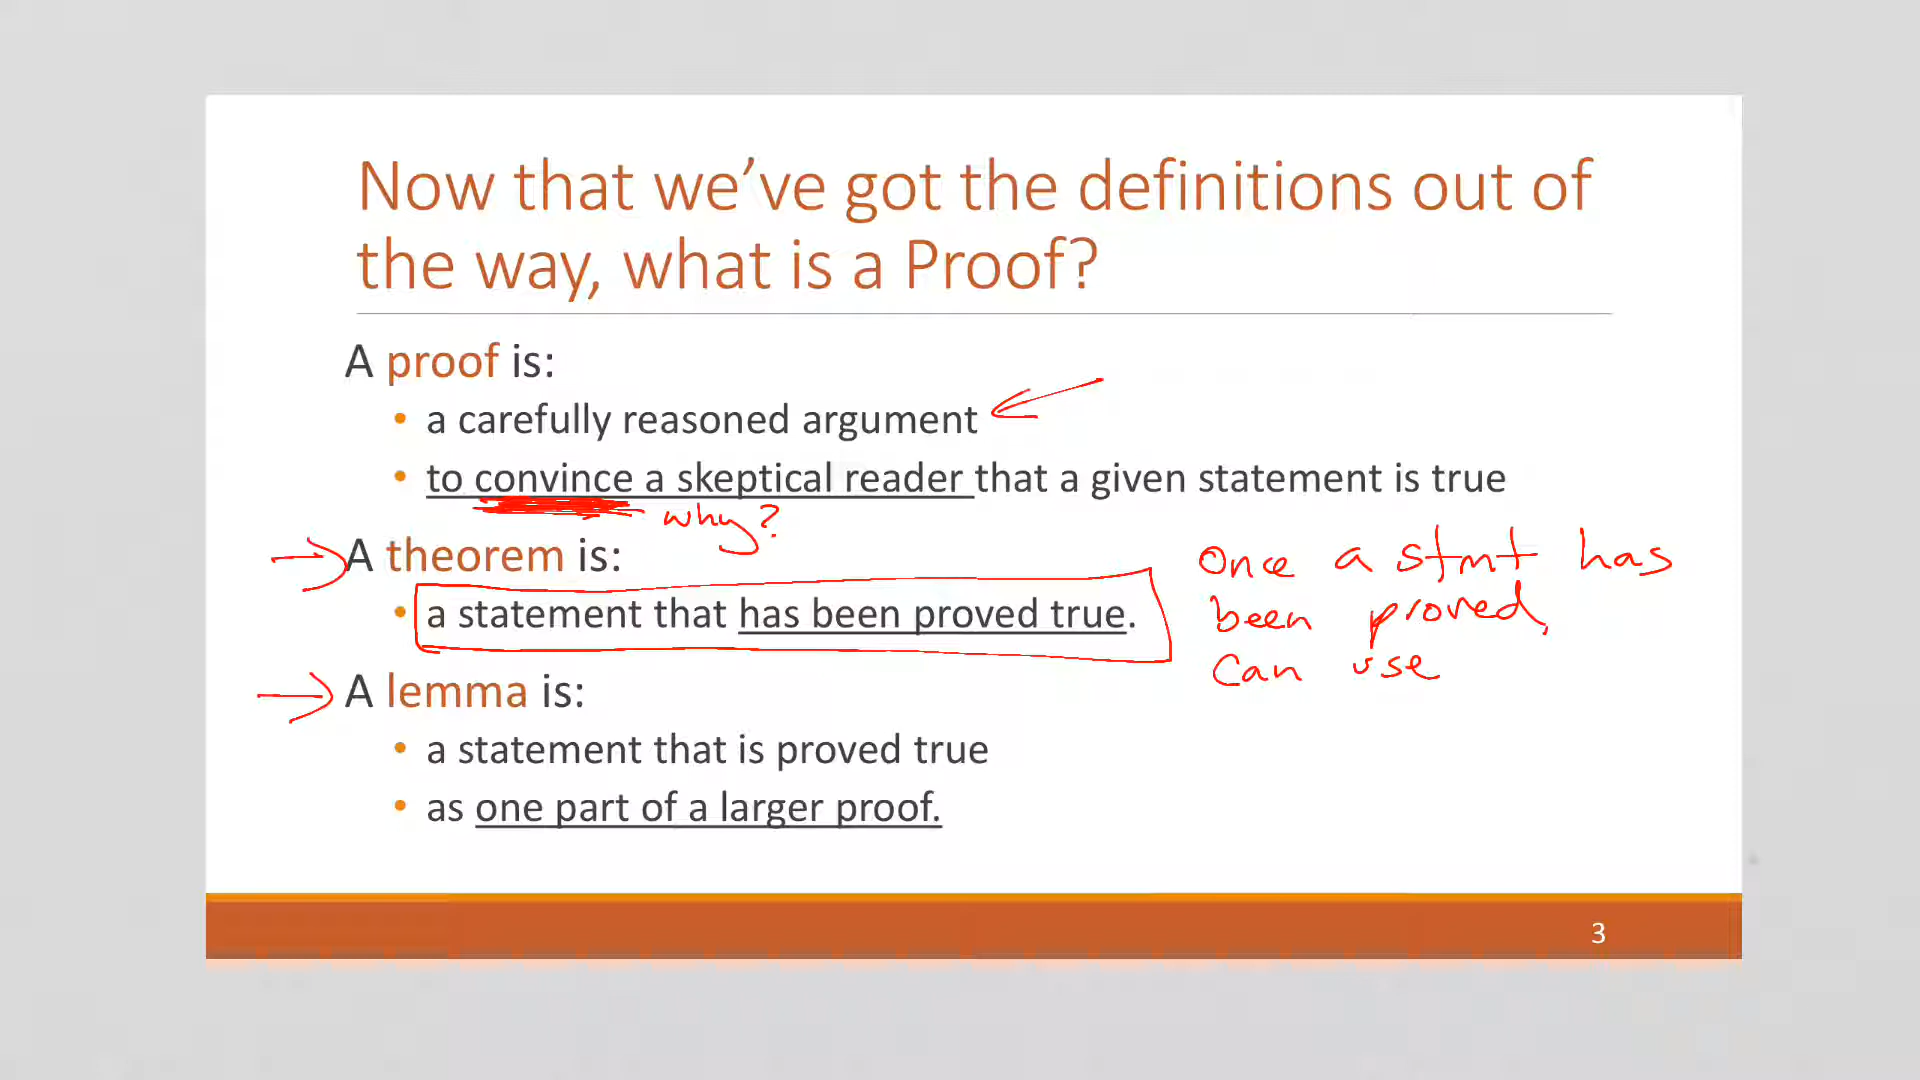 Now that we’ve got the definitions out of
the way, what is a Proof?
A proof is:
• a carefully reasoned argument
• to convince a skeptical reader that a given statement is true
why?
A theorem is:
• a statement that has been proved true.
Once a stmt has
been proved,
can use
A lemma is:
• a statement that is proved true
• as one part of a larger proof.
3